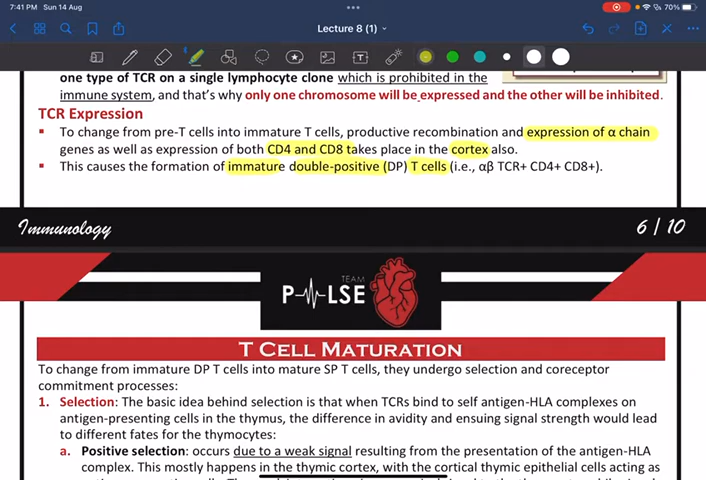 7:41 PM Sun 14 Aug
70%
Lecture 8 (1)
one type of TCR on a single lymphocyte clone which is prohibited in the
immune system, and that's why only one chromosome will be expressed and the other will be inhibited.
TCR Expression
▪ To change from pre-T cells into immature T cells, productive recombination and expression of α chain
genes as well as expression of both CD4 and CD8 takes place in the cortex also.
▪ This causes the formation of immature double-positive (DP) T cells (i.e., αβ TCR+ CD4+ CD8+).
Immunology
6 / 10
TEAM
PULSE
T CELL MATURATION
To change from immature DP T cells into mature SP T cells, they undergo selection and coreceptor
commitment processes:
1. Selection: The basic idea behind selection is that when TCRs bind to self antigen-HLA complexes on
antigen-presenting cells in the thymus, the difference in avidity and ensuing signal strength would lead
to different fates for the thymocytes:
a. Positive selection: occurs due to a weak signal resulting from the presentation of the antigen-HLA
complex. This mostly happens in the thymic cortex, with the cortical thymic epithelial cells acting as